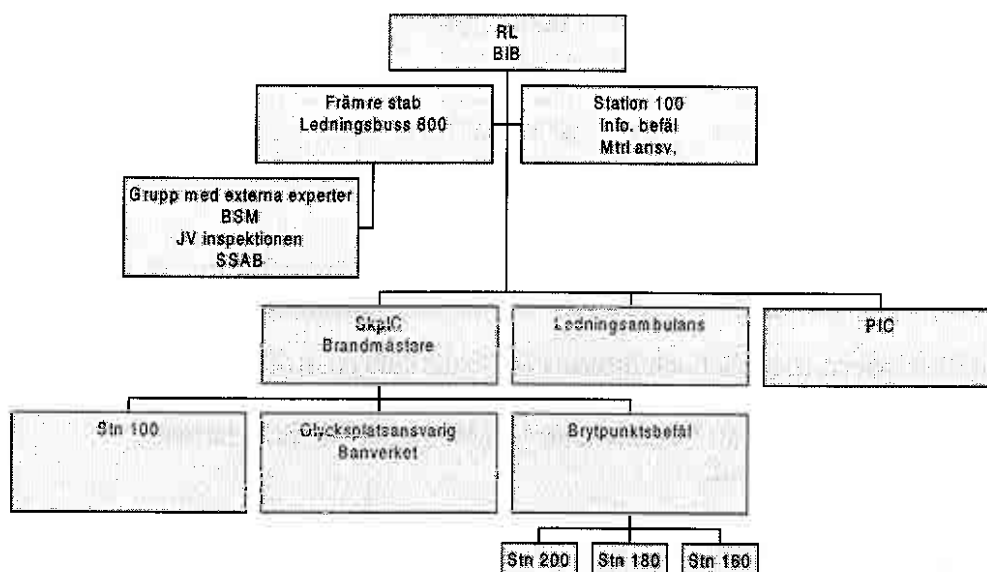 RL
BIB
Främre stab
Ledningsbuss 800
Station 100
Info. befäl
Mtrl ansv.
Grupp med externa experter
BSM
JV inspektionen
SSAB
SkplC
Brandmästare
Ledningsambulans
PIC
Stn 100
Olycksplatsansvarig
Banverket
Brytpunktsbefäl
Stn 200
Stn 180
Stn 160